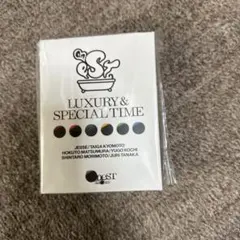 LUXURY &
SPECIAL TIME
JESSE / TAIGA KYOMOTO
HOKUTO MATSUMURA / YUGO KOCHI
SHINTARO MORIMOTO / JURI TANAKA